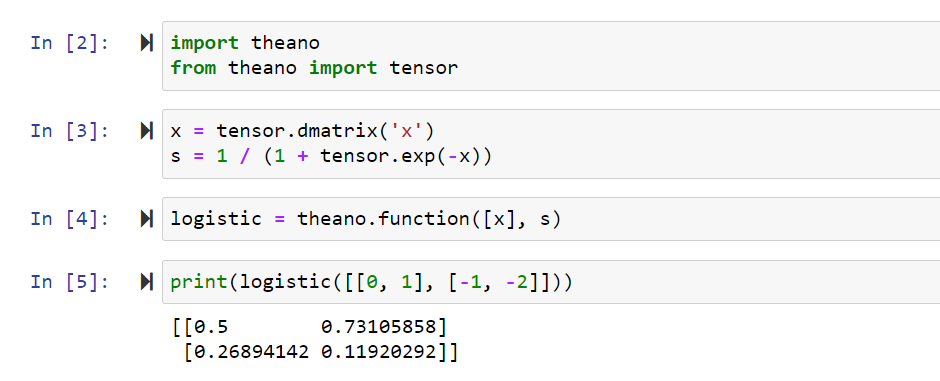 In [2]: import theano
from theano import tensor
In [3]: x = tensor.dmatrix('x')
s = 1 / (1 + tensor.exp(-x))
In [4]: logistic = theano.function([x], s)
In [5]: print(logistic([[0, 1], [-1, -2]]))
[[0.5        0.73105858]
 [0.26894142 0.11920292]]